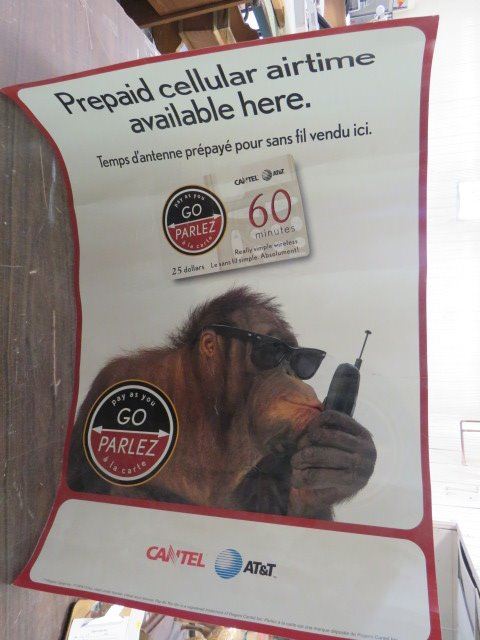 Prepaid cellular airtime
available here.
Temps d'antenne prépayé pour sans fil vendu ici.
CANTEL AT&T
pay as you
GO
PARLEZ
à la carte
60
minutes
Really simple wireless
25 dollars Le sans fil simple. Absolument!
pay as you
GO
PARLEZ
à la carte
CANTEL AT&T